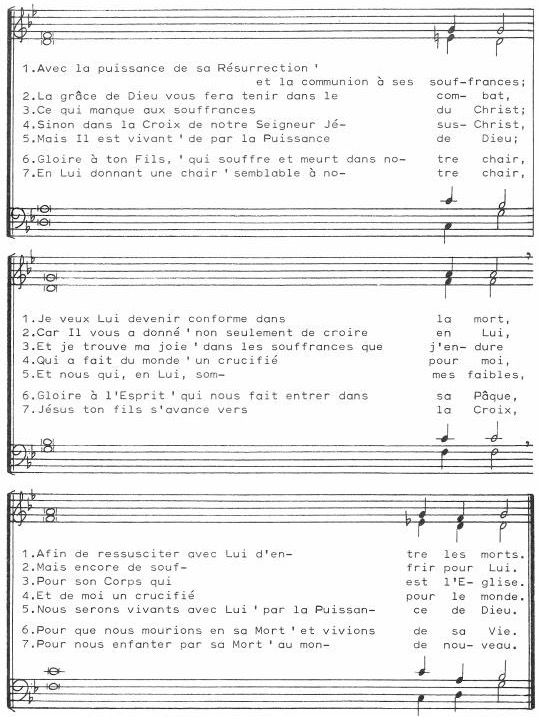 1.Avec la puissance de sa Résurrection '
et la communion à ses souf-frances;
2.La grâce de Dieu vous fera tenir dans le com- bat,
3.Ce qui manque aux souffrances du Christ;
4.Sinon dans la Croix de notre Seigneur Jé- sus- Christ,
5.Mais Il est vivant ' de par la Puissance de Dieu;
6.Gloire à ton Fils, ' qui souffre et meurt dans no- tre chair,
7.En Lui donnant une chair ' semblable à no- tre chair,
1.Je veux Lui devenir conforme dans la mort,
2.Car Il vous a donné ' non seulement de croire en Lui,
3.Et je trouve ma joie ' dans les souffrances que j'en- dure
4.Qui a fait du monde ' un crucifié pour moi,
5.Et nous qui, en Lui, som- mes faibles,
6.Gloire à l'Esprit ' qui nous fait entrer dans sa Pâque,
7.Jésus ton fils s'avance vers la Croix,
1.Afin de ressusciter avec Lui d'en- tre les morts.
2.Mais encore de souf- frir pour Lui.
3.Pour son Corps qui est l'E- glise.
4.Et de moi un crucifié pour le monde.
5.Nous serons vivants avec Lui ' par la Puissan- ce de Dieu.
6.Pour que nous mourions en sa Mort ' et vivions de sa Vie.
7.Pour nous enfanter par sa Mort ' au mon- de nou- veau.